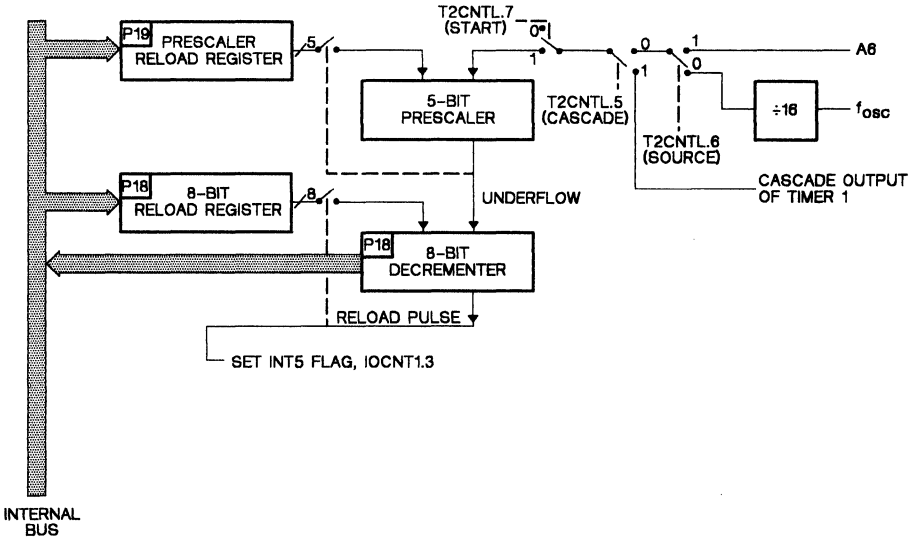 T2CNTL.7
(START)
0
1
P19
PRESCALER
RELOAD REGISTER
5
0
1
1
0
A6
5-BIT
PRESCALER
T2CNTL.5
(CASCADE)
÷16
fosc
T2CNTL.6
(SOURCE)
P18
8-BIT
RELOAD REGISTER
8
UNDERFLOW
CASCADE OUTPUT
OF TIMER 1
P18
8-BIT
DECREMENTER
RELOAD PULSE
SET INT5 FLAG, IOCNT1.3
INTERNAL
BUS